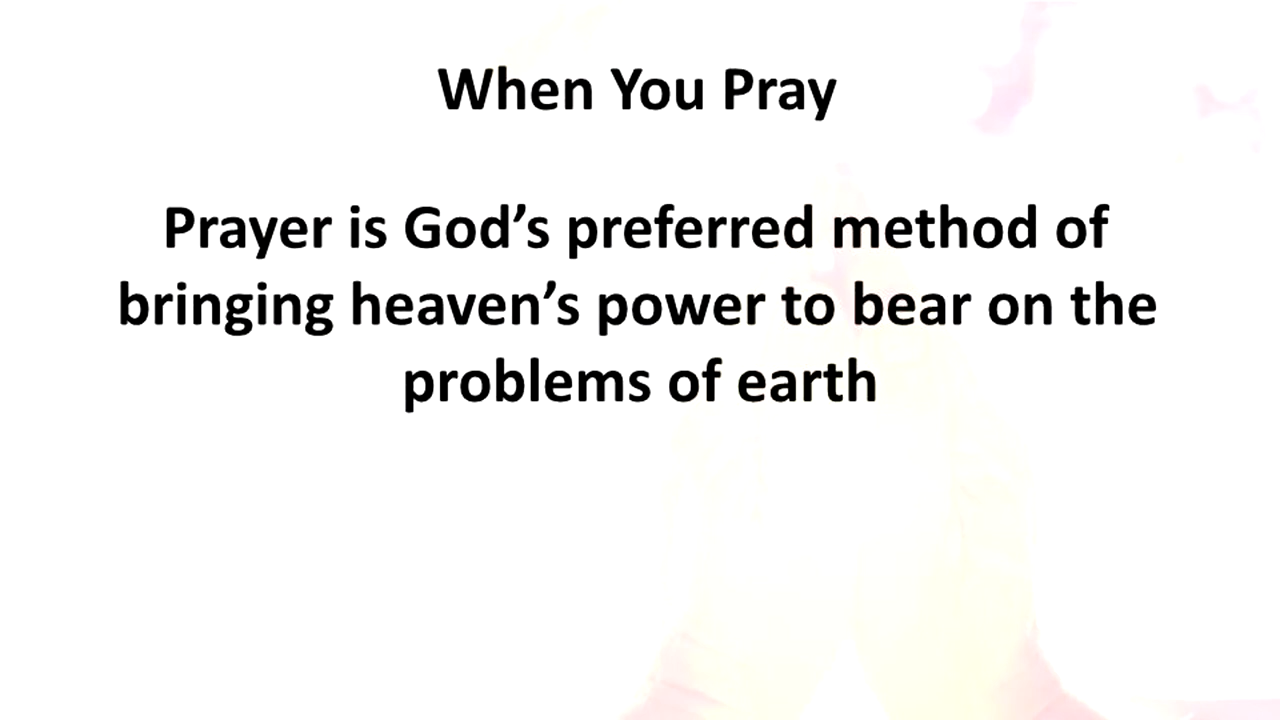 When You Pray
Prayer is God’s preferred method of
bringing heaven’s power to bear on the
problems of earth